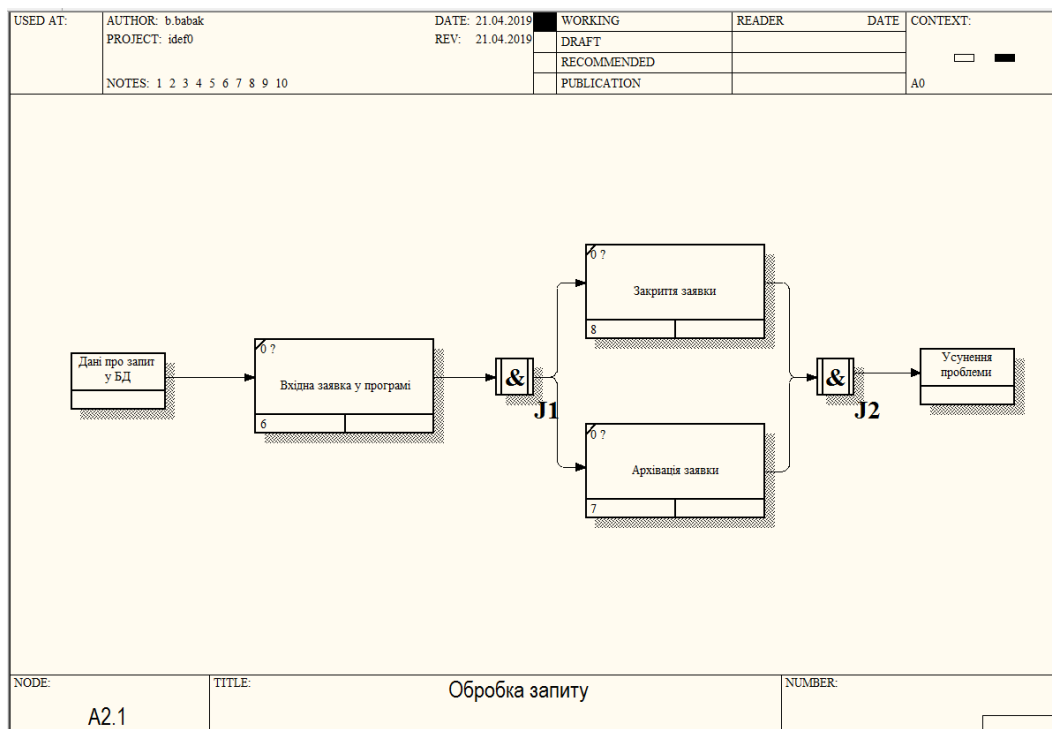 USED AT:
AUTHOR: b.babak
DATE: 21.04.2019
WORKING
READER
DATE
CONTEXT:
PROJECT: idef0
REV: 21.04.2019
DRAFT
RECOMMENDED
NOTES: 1 2 3 4 5 6 7 8 9 10
PUBLICATION
A0
0 ?
Закриття заявки
8
Дані про запит
у БД
0 ?
Вхідна заявка у програмі
6
&
J1
&
J2
Усунення
проблеми
0 ?
Архівація заявки
7
NODE:
TITLE:
Обробка запиту
NUMBER:
A2.1